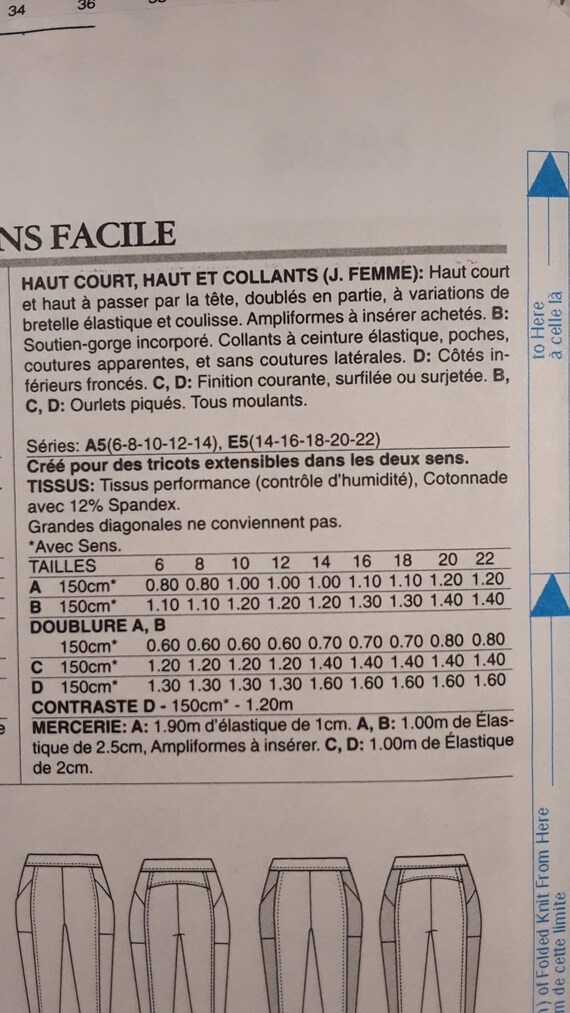 34 36
NS FACILE
HAUT COURT, HAUT ET COLLANTS (J. FEMME): Haut court
et haut à passer par la tête, doublés en partie, à variations de
bretelle élastique et coulisse. Ampliformes à insérer achetés. B:
Soutien-gorge incorporé. Collants à ceinture élastique, poches,
coutures apparentes, et sans coutures latérales. D: Côtés in-
férieurs froncés. C, D: Finition courante, surfilée ou surjetée. B,
C, D: Ourlets piqués. Tous moulants.
Séries: A5(6-8-10-12-14), E5(14-16-18-20-22)
Créé pour des tricots extensibles dans les deux sens.
TISSUS: Tissus performance (contrôle d'humidité), Cotonnade
avec 12% Spandex.
Grandes diagonales ne conviennent pas.
*Avec Sens.
TAILLES 6 8 10 12 14 16 18 20 22
A 150cm* 0.80 0.80 1.00 1.00 1.00 1.10 1.10 1.20 1.20
B 150cm* 1.10 1.10 1.20 1.20 1.20 1.30 1.30 1.40 1.40
DOUBLURE A, B
150cm* 0.60 0.60 0.60 0.60 0.70 0.70 0.70 0.80 0.80
C 150cm* 1.20 1.20 1.20 1.20 1.40 1.40 1.40 1.40 1.40
D 150cm* 1.30 1.30 1.30 1.30 1.60 1.60 1.60 1.60 1.60
CONTRASTE D - 150cm* - 1.20m
MERCERIE: A: 1.90m d'élastique de 1cm. A, B: 1.00m de Élas-
tique de 2.5cm, Ampliformes à insérer. C, D: 1.00m de Élastique
de 2cm.
to Here
à celle là
) of Folded Knit From Here
m de cette limite